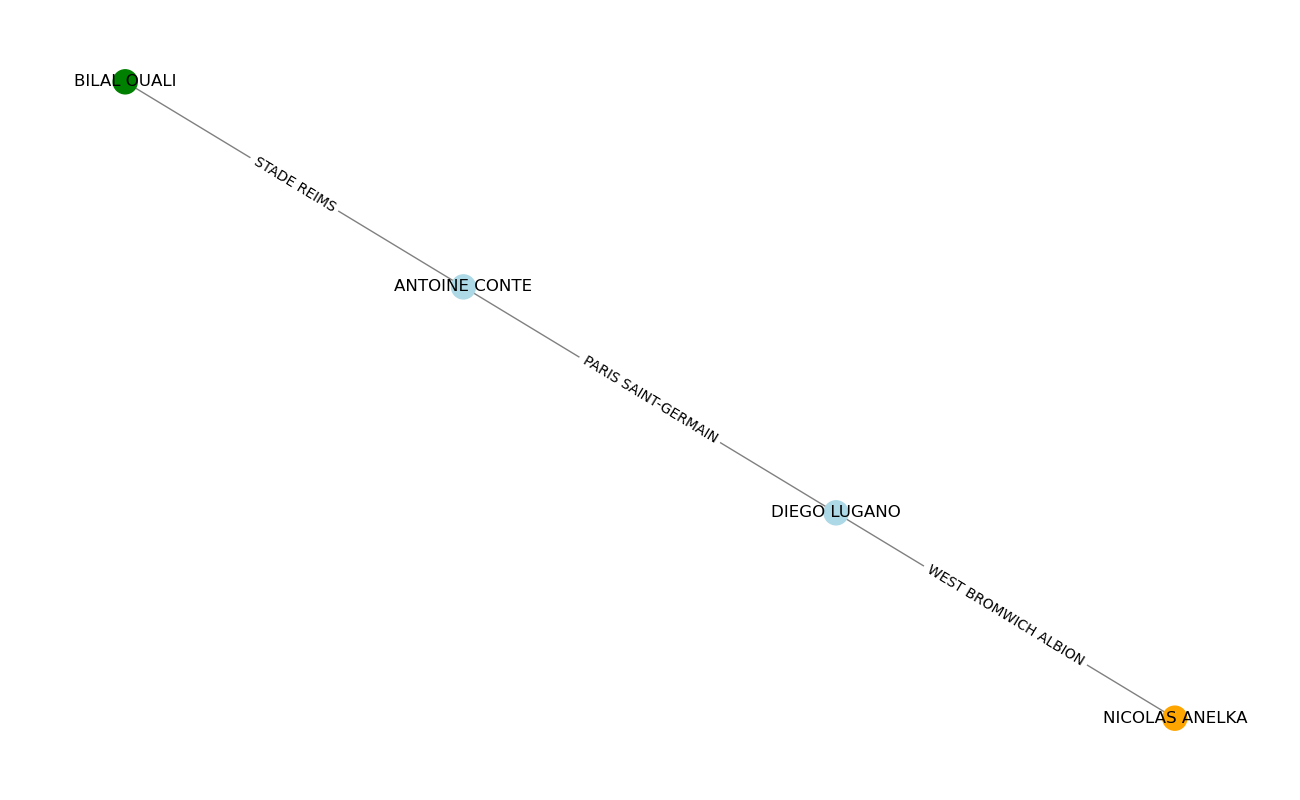 BILAL OUALI
STADE REIMS
ANTOINE CONTE
PARIS SAINT-GERMAIN
DIEGO LUGANO
WEST BROMWICH ALBION
NICOLAS ANELKA